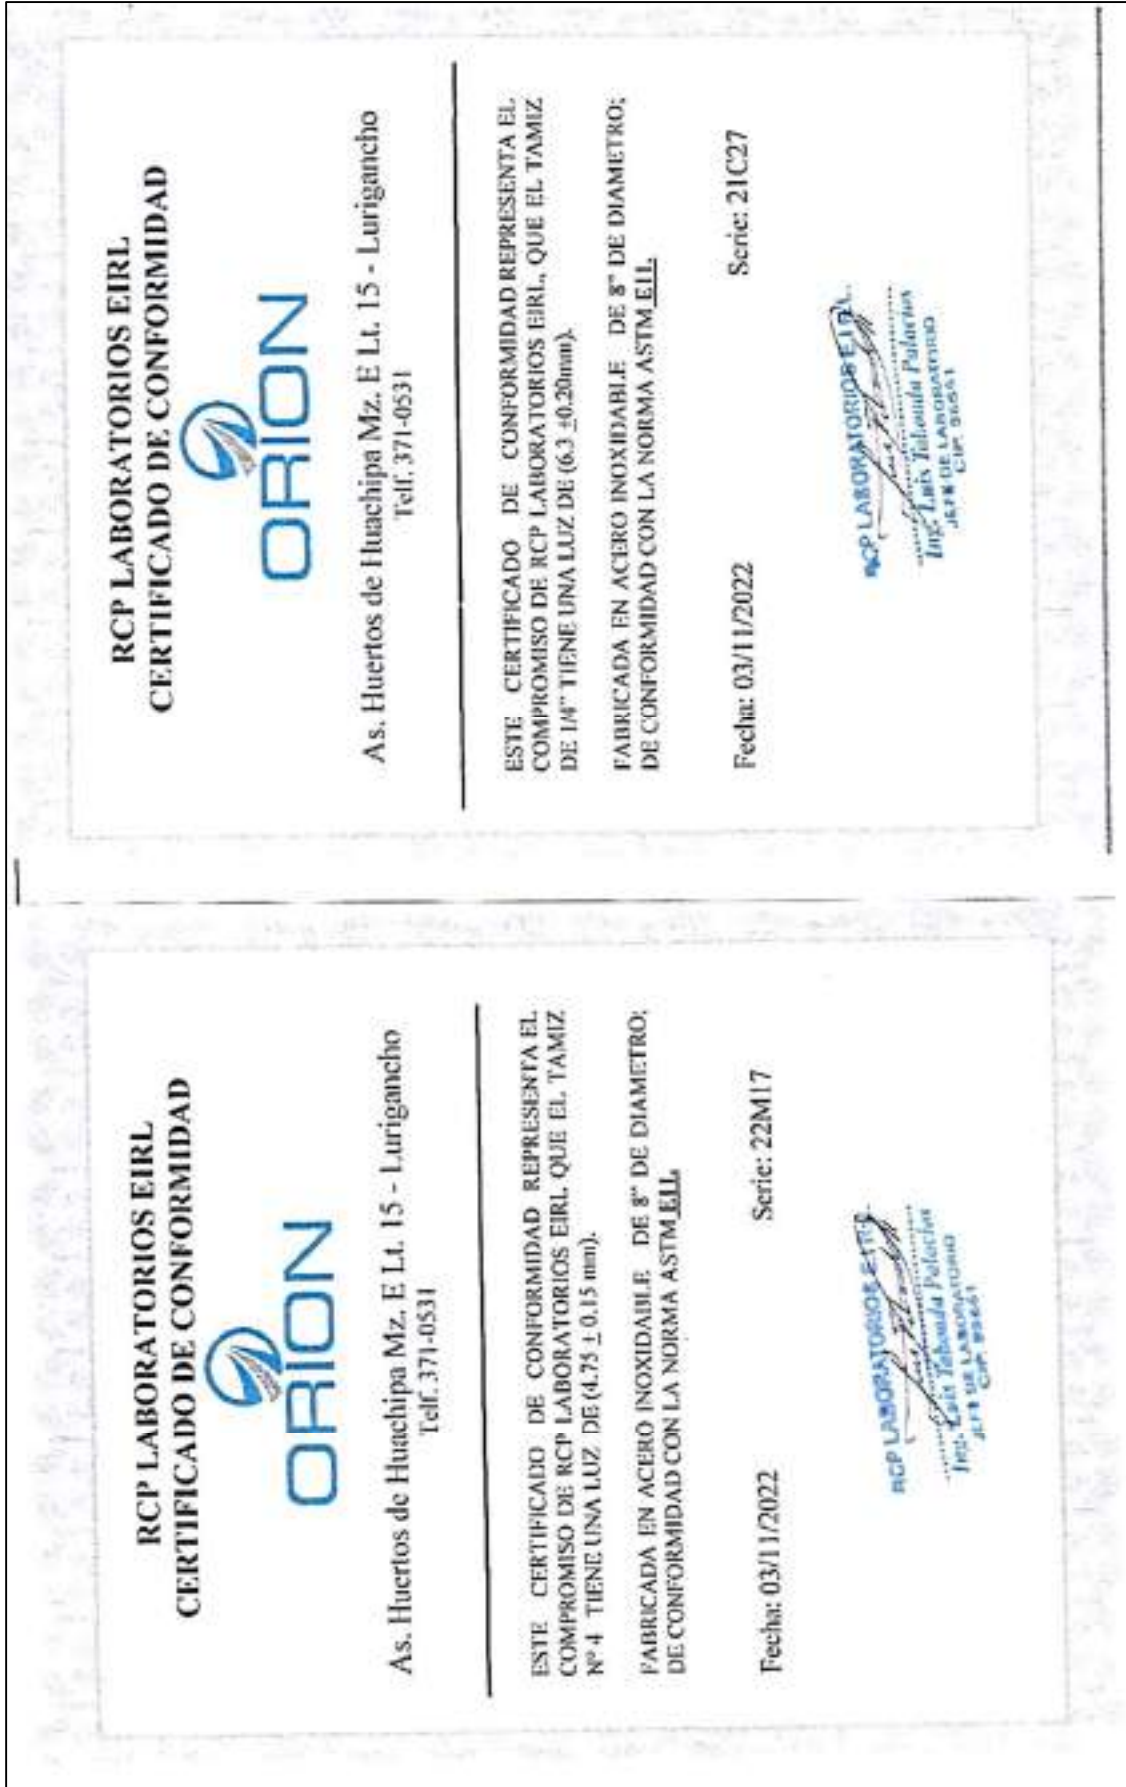 RCP LABORATORIOS EIRL
CERTIFICADO DE CONFORMIDAD
ORION
As. Huertos de Huachipa Mz. E Lt. 15 - Lurigancho
Telf. 371-0531
ESTE CERTIFICADO DE CONFORMIDAD REPRESENTA EL
COMPROMISO DE RCP LABORATORIOS EIRL, QUE EL TAMIZ
Nº 4 TIENE UNA LUZ DE (4.75 ± 0.15 mm).
FABRICADA EN ACERO INOXIDABLE DE 8" DE DIAMETRO;
DE CONFORMIDAD CON LA NORMA ASTM E11.
Fecha: 03/11/2022 Serie: 22M17
RCP LABORATORIOS E.I.R.L.
Ing. Luis Taboada Palacios
JEFE DE LABORATORIO
CIP.
RCP LABORATORIOS EIRL
CERTIFICADO DE CONFORMIDAD
ORION
As. Huertos de Huachipa Mz. E Lt. 15 - Lurigancho
Telf. 371-0531
ESTE CERTIFICADO DE CONFORMIDAD REPRESENTA EL
COMPROMISO DE RCP LABORATORIOS EIRL, QUE EL TAMIZ
DE 1/4" TIENE UNA LUZ DE (6.3 ±0.20mm).
FABRICADA EN ACERO INOXIDABLE DE 8" DE DIAMETRO;
DE CONFORMIDAD CON LA NORMA ASTM E11.
Fecha: 03/11/2022 Serie: 21C27
RCP LABORATORIOS E.I.R.L.
Ing. Luis Taboada Palacios
JEFE DE LABORATORIO
CIP.